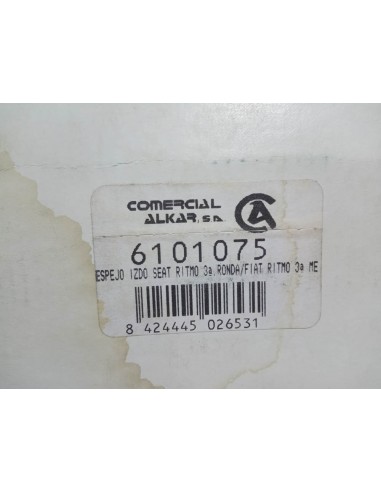 COMERCIAL
ALKAR, S.A.
6101075
ESPEJO IZDO SEAT RITMO 3ª,RONDA/FIAT RITMO 3ª ME
8 424445 026531